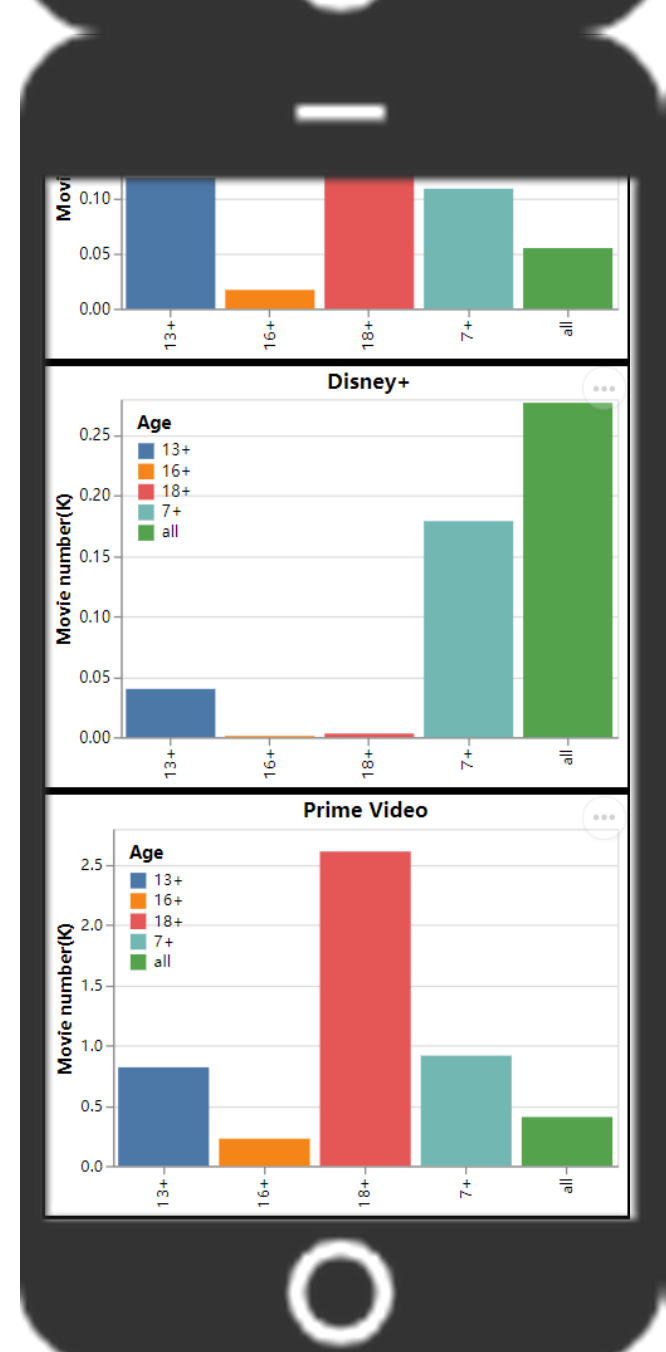 Movi
0.10
0.05
0.00
13+
16+
18+
7+
all
Disney+
Age
13+
16+
18+
7+
all
Movie number(K)
0.25
0.20
0.15
0.10
0.05
0.00
13+
16+
18+
7+
all
Prime Video
Age
13+
16+
18+
7+
all
Movie number(K)
2.5
2.0
1.5
1.0
0.5
0.0
13+
16+
18+
7+
all